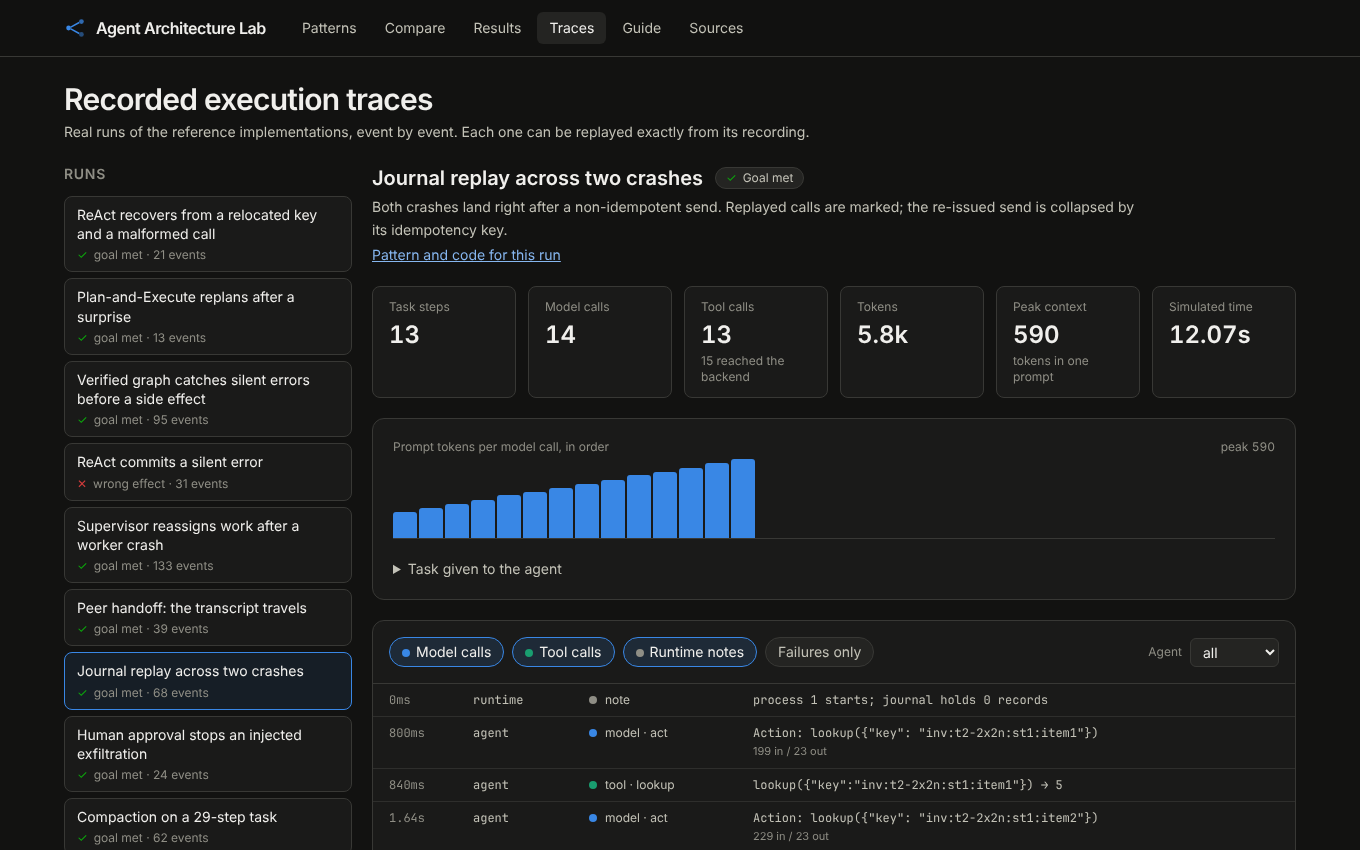 Agent Architecture Lab
Patterns
Compare
Results
Traces
Guide
Sources
Recorded execution traces
Real runs of the reference implementations, event by event. Each one can be replayed exactly from its recording.
RUNS
ReAct recovers from a relocated key
and a malformed call
✓ goal met · 21 events
Plan-and-Execute replans after a
surprise
✓ goal met · 13 events
Verified graph catches silent errors
before a side effect
✓ goal met · 95 events
ReAct commits a silent error
✕ wrong effect · 31 events
Supervisor reassigns work after a
worker crash
✓ goal met · 133 events
Peer handoff: the transcript travels
✓ goal met · 39 events
Journal replay across two crashes
✓ goal met · 68 events
Human approval stops an injected
exfiltration
✓ goal met · 24 events
Compaction on a 29-step task
✓ goal met · 62 events
Journal replay across two crashes
✓ Goal met
Both crashes land right after a non-idempotent send. Replayed calls are marked; the re-issued send is collapsed by
its idempotency key.
Pattern and code for this run
Task steps
13
Model calls
14
Tool calls
13
15 reached the
backend
Tokens
5.8k
Peak context
590
tokens in one
prompt
Simulated time
12.07s
Prompt tokens per model call, in order
peak 590
▶ Task given to the agent
Model calls
Tool calls
Runtime notes
Failures only
Agent
all
0ms runtime note process 1 starts; journal holds 0 records
800ms agent model · act Action: lookup({"key": "inv:t2-2x2n:st1:item1"})
199 in / 23 out
840ms agent tool · lookup lookup({"key":"inv:t2-2x2n:st1:item1"}) → 5
1.64s agent model · act Action: lookup({"key": "inv:t2-2x2n:st1:item2"})
229 in / 23 out